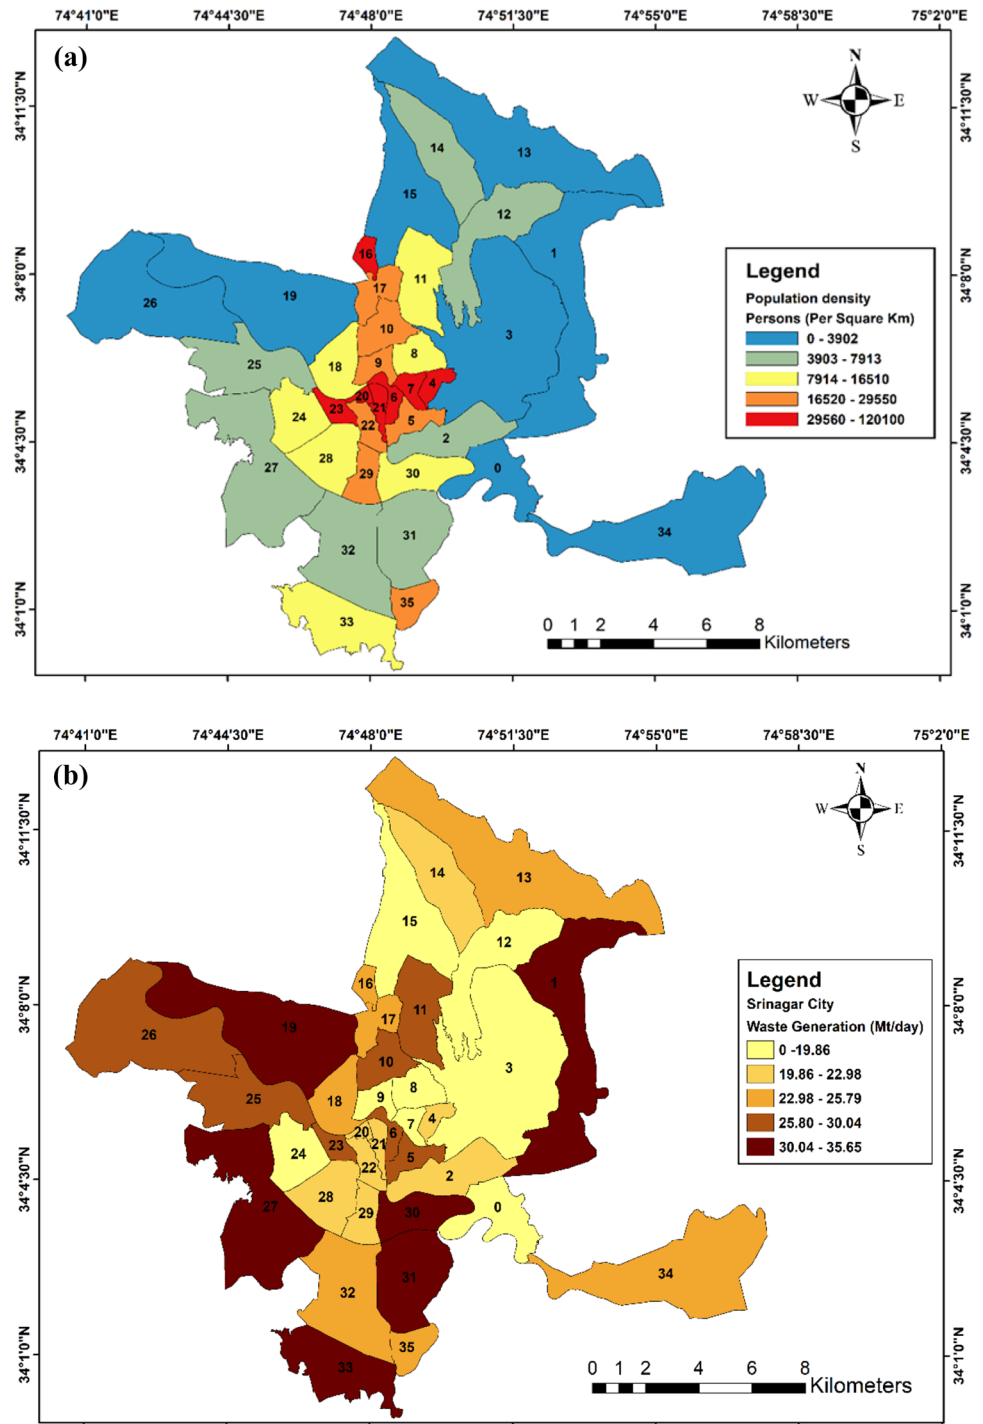 74°41'0"E 74°44'30"E 74°48'0"E 74°51'30"E 74°55'0"E 74°58'30"E 75°2'0"E
(a)
N
W E
S
34°11'30"N 34°11'30"N
34°8'0"N 34°8'0"N
34°4'30"N 34°4'30"N
34°1'0"N 34°1'0"N
14
13
15
12
16
1
11
17
19
26
10
3
8
9
18
25
4
7
20
6
23
21
24
5
22
2
28
27
0
29
30
34
31
32
35
33
Legend
Population density
Persons (Per Square Km)
0 - 3902
3903 - 7913
7914 - 16510
16520 - 29550
29560 - 120100
0 1 2 4 6 8
Kilometers
74°41'0"E 74°44'30"E 74°48'0"E 74°51'30"E 74°55'0"E 74°58'30"E 75°2'0"E
(b)
N
W E
S
34°11'30"N 34°11'30"N
34°8'0"N 34°8'0"N
34°4'30"N 34°4'30"N
34°1'0"N 34°1'0"N
14
13
15
12
16
1
11
17
19
26
10
3
8
9
18
25
4
7
20
6
23
21
24
5
22
2
28
27
0
29
30
34
31
32
35
33
Legend
Srinagar City
Waste Generation (Mt/day)
0 -19.86
19.86 - 22.98
22.98 - 25.79
25.80 - 30.04
30.04 - 35.65
0 1 2 4 6 8
Kilometers